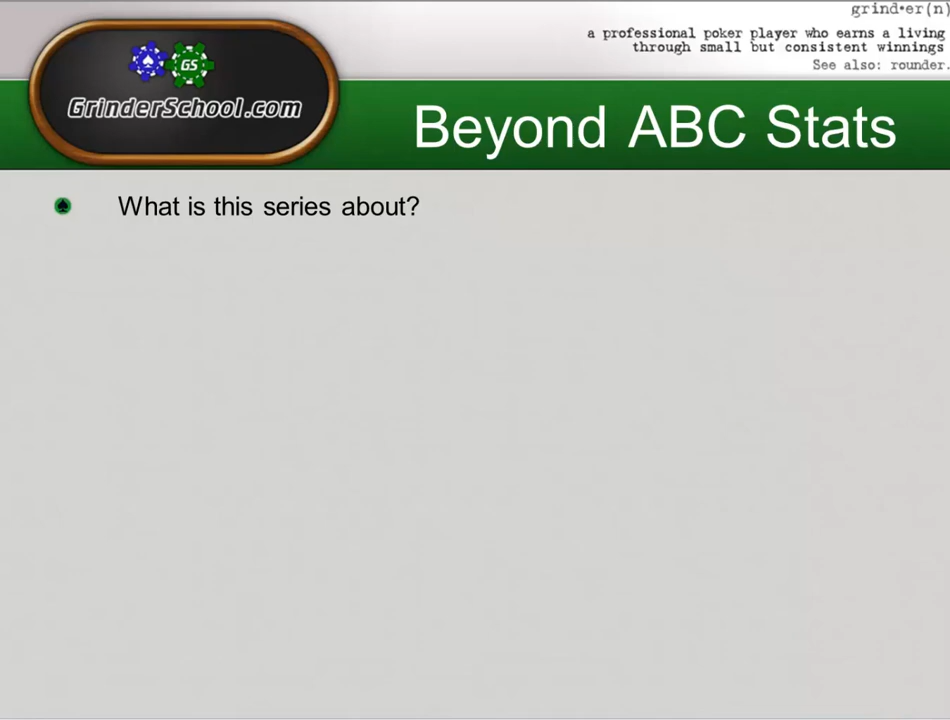 grind•er(n)
a professional poker player who earns a living
through small but consistent winnings
See also: rounder.
GS
GrinderSchool.com
Beyond ABC Stats
What is this series about?